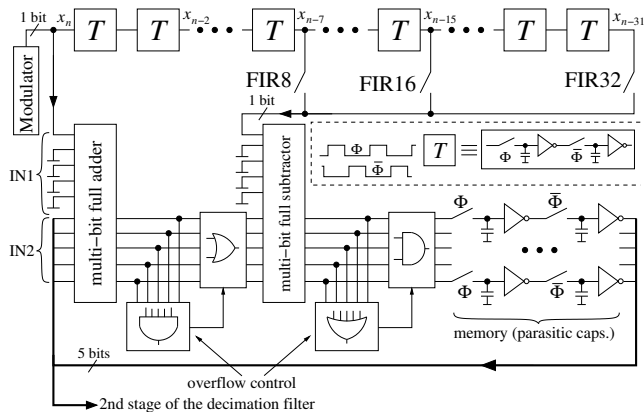 1 bit
x_n
T
T
x_{n-2}
T
x_{n-7}
T
x_{n-15}
T
T
x_{n-31}
Modulator
FIR8
FIR16
FIR32
1 bit
IN1
multi-bit full adder
multi-bit full subtractor
Φ
Φ̄
T
≡
Φ
Φ̄
IN2
Φ
Φ̄
Φ
Φ̄
memory (parasitic caps.)
5 bits
overflow control
2nd stage of the decimation filter